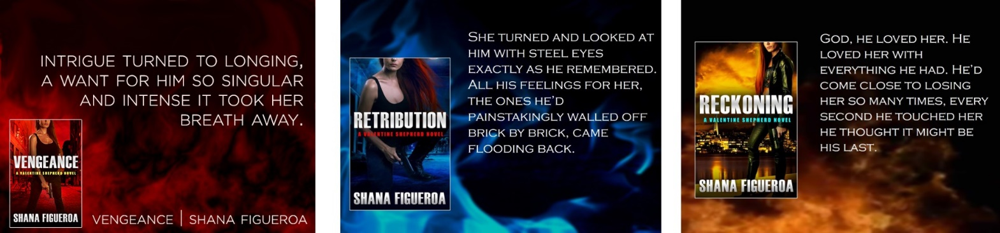 INTRIGUE TURNED TO LONGING,
A WANT FOR HIM SO SINGULAR
AND INTENSE IT TOOK HER
BREATH AWAY.
VENGEANCE
A VALENTINE SHEPHERD NOVEL
SHANA FIGUEROA
VENGEANCE | SHANA FIGUEROA
SHE TURNED AND LOOKED AT
HIM WITH STEEL EYES
EXACTLY AS HE REMEMBERED.
ALL HIS FEELINGS FOR HER,
THE ONES HE'D
PAINSTAKINGLY WALLED OFF
BRICK BY BRICK, CAME
FLOODING BACK.
RETRIBUTION
A VALENTINE SHEPHERD NOVEL
SHANA FIGUEROA
GOD, HE LOVED HER. HE
LOVED HER WITH
EVERYTHING HE HAD. HE'D
COME CLOSE TO LOSING
HER SO MANY TIMES, EVERY
SECOND HE TOUCHED HER
HE THOUGHT IT MIGHT BE
HIS LAST.
RECKONING
A VALENTINE SHEPHERD NOVEL
SHANA FIGUEROA